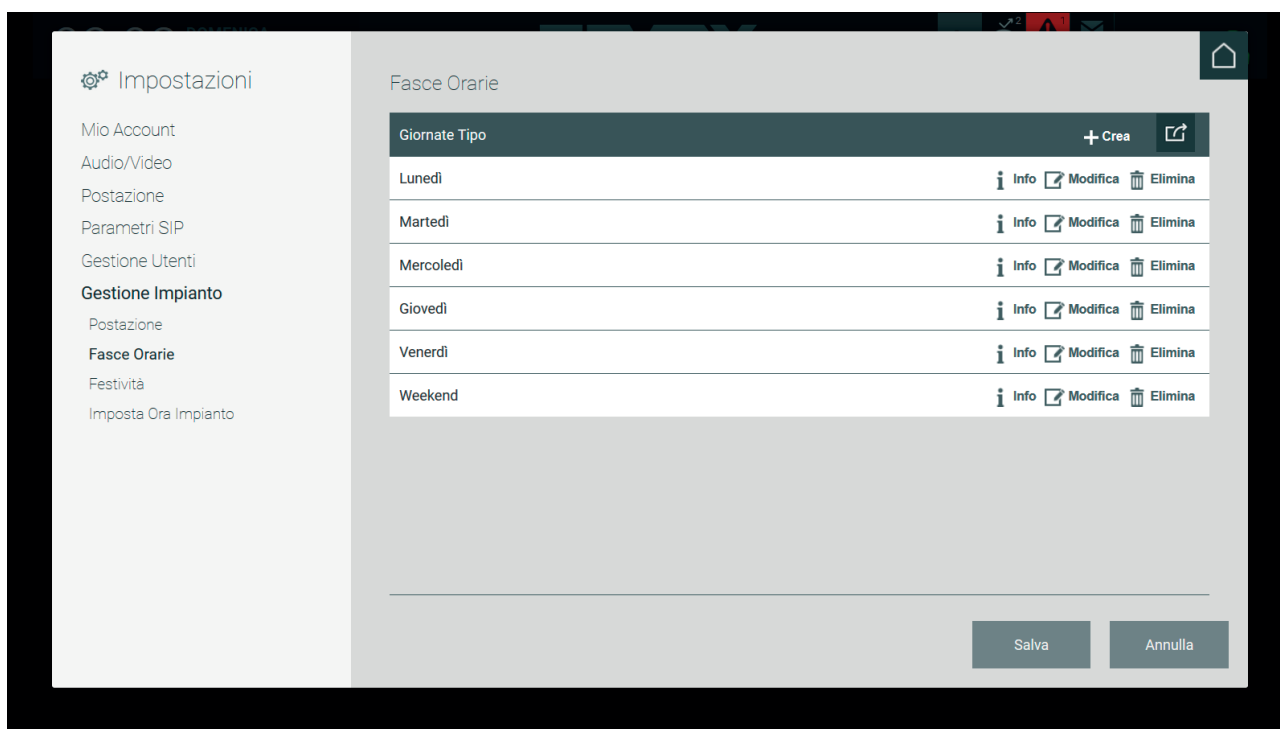 2
1
Impostazioni
Mio Account
Audio/Video
Postazione
Parametri SIP
Gestione Utenti
Gestione Impianto
Postazione
Fasce Orarie
Festività
Imposta Ora Impianto
Fasce Orarie
Giornate Tipo Crea
Lunedì Info Modifica Elimina
Martedì Info Modifica Elimina
Mercoledì Info Modifica Elimina
Giovedì Info Modifica Elimina
Venerdì Info Modifica Elimina
Weekend Info Modifica Elimina
Salva Annulla